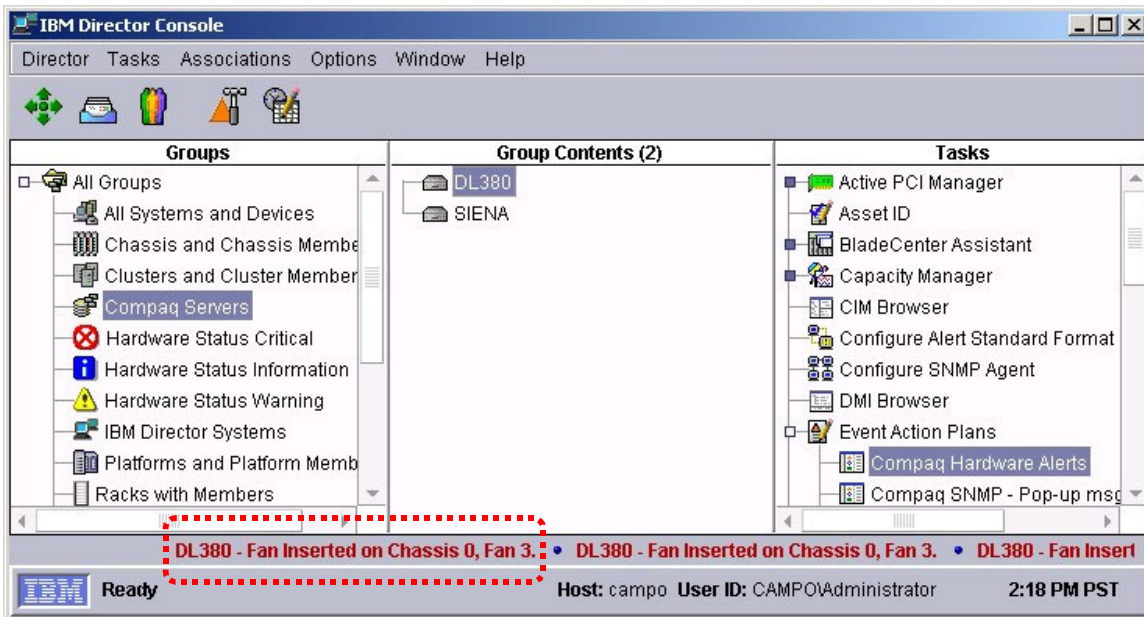 IBM Director Console
Director Tasks Associations Options Window Help
Groups
All Groups
All Systems and Devices
Chassis and Chassis Membe
Clusters and Cluster Member
Compaq Servers
Hardware Status Critical
Hardware Status Information
Hardware Status Warning
IBM Director Systems
Platforms and Platform Memb
Racks with Members
Group Contents (2)
DL380
SIENA
Tasks
Active PCI Manager
Asset ID
BladeCenter Assistant
Capacity Manager
CIM Browser
Configure Alert Standard Format
Configure SNMP Agent
DMI Browser
Event Action Plans
Compaq Hardware Alerts
Compaq SNMP - Pop-up msg
DL380 - Fan Inserted on Chassis 0, Fan 3. • DL380 - Fan Inserted on Chassis 0, Fan 3. • DL380 - Fan Insert
IBM Ready Host: campo User ID: CAMPO\Administrator 2:18 PM PST